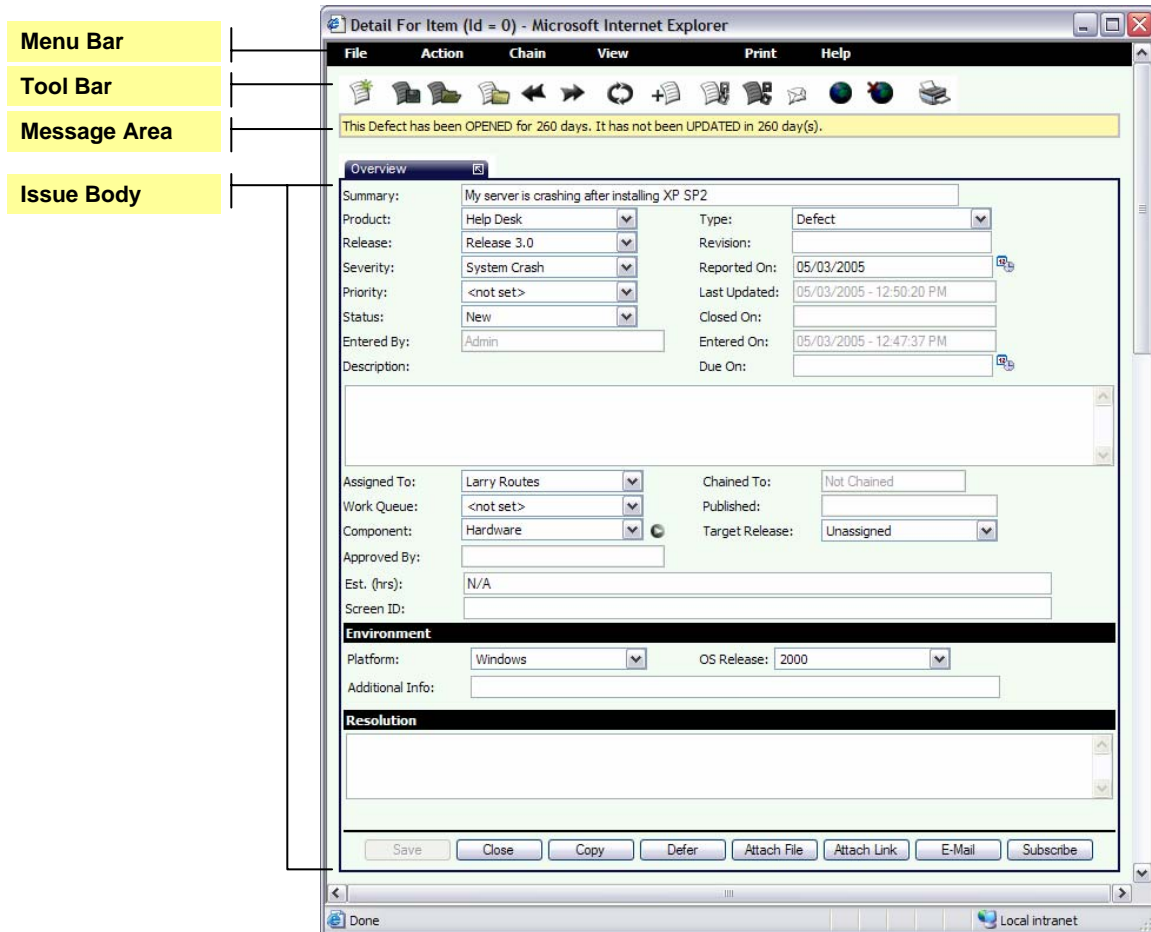 Detail For Item (Id = 0) - Microsoft Internet Explorer
Menu Bar
File Action Chain View Print Help
Tool Bar
Message Area
This Defect has been OPENED for 260 days. It has not been UPDATED in 260 day(s).
Issue Body
Overview
Summary: My server is crashing after installing XP SP2
Product: Help Desk Type: Defect
Release: Release 3.0 Revision:
Severity: System Crash Reported On: 05/03/2005
Priority: <not set> Last Updated: 05/03/2005 - 12:50:20 PM
Status: New Closed On:
Entered By: Admin Entered On: 05/03/2005 - 12:47:37 PM
Description: Due On:
Assigned To: Larry Routes Chained To: Not Chained
Work Queue: <not set> Published:
Component: Hardware Target Release: Unassigned
Approved By:
Est. (hrs): N/A
Screen ID:
Environment
Platform: Windows OS Release: 2000
Additional Info:
Resolution
Save Close Copy Defer Attach File Attach Link E-Mail Subscribe
Done Local intranet